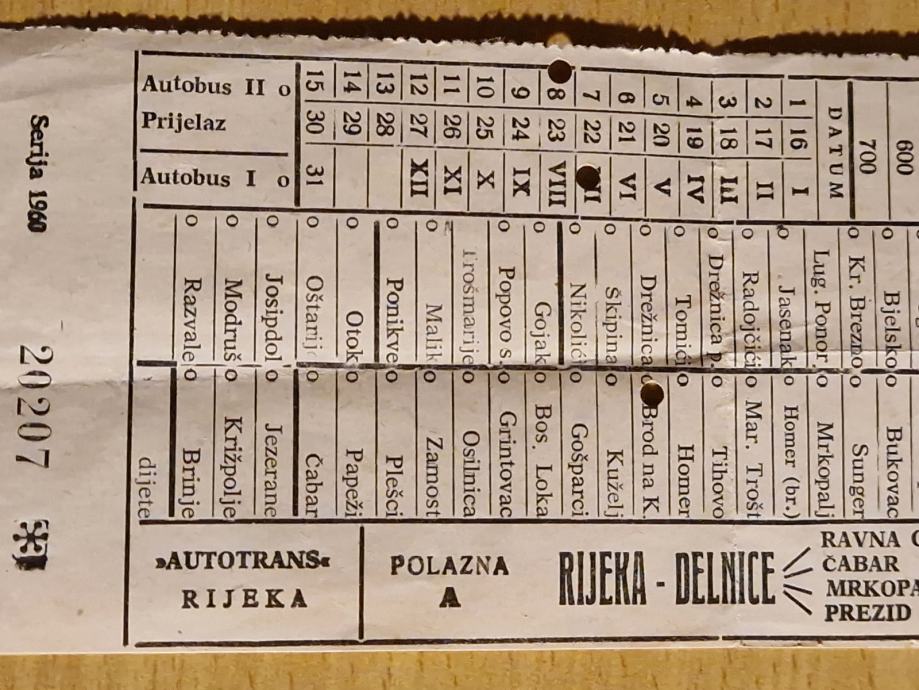 Serija 1960
20207
Autobus II o
Prijelaz
Autobus I o
15 30 31
14 29
13 28
12 27 XII
11 26 XI
10 25 X
9 24 IX
8 23 VIII
7 22
6 21 VI
5 20 V
4 19 IV
3 18 III
2 17 II
1 16 I
DATUM
700
600
o Bjelsko
o Kr. Brezno
Lug. Ponor
o Jasenak
o Radojčići
o Drežnica p.
o Tomići
o Drežnica
o Škipina
o Nikolići
o Gojak
o Popovo s.
Trošmarije
o Malik
o Ponikve
o Otok
o Oštarije
o Josipdol
o Modruš
o Razvale
o Bukovac
o Sunger
o Mrkopalj
o Homer (br.)
o Mar. Trošt
o Tihovo
o Homer
Brod na K.
o Kuželj
o Gošparci
o Bos. Loka
o Grintovac
o Osilnica
o Zamost
o Plešci
o Papeži
o Čabar
o Jezerane
o Križpolje
o Brinje
dijete
»AUTOTRANS«
RIJEKA
POLAZNA
A
RIJEKA - DELNICE
RAVNA
ČABAR
MRKOPA
PREZID